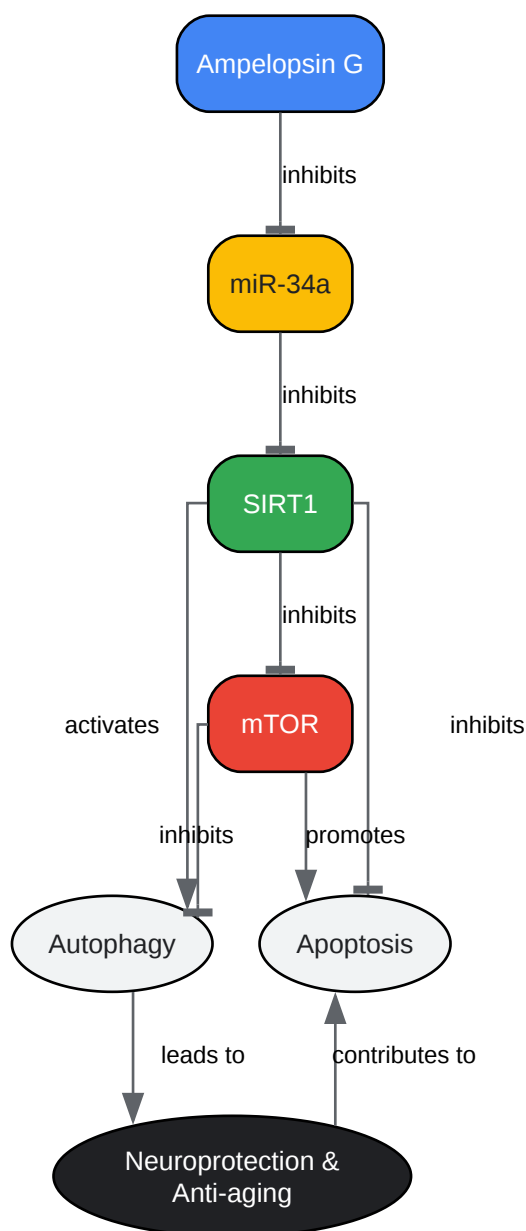 Ampelopsin G
inhibits
miR-34a
inhibits
SIRT1
inhibits
mTOR
activates
inhibits
inhibits
promotes
Autophagy
Apoptosis
leads to
contributes to
Neuroprotection &
Anti-aging